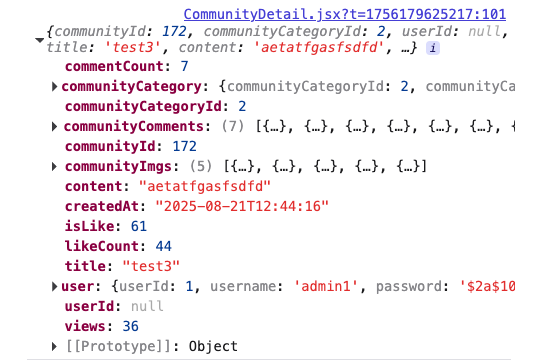 CommunityDetail.jsx?t=1756179625217:101
{communityId: 172, communityCategoryId: 2, userId: null,
title: 'test3', content: 'aetatfgasfsdfd', …} i
commentCount: 7
communityCategory: {communityCategoryId: 2, communityCa
communityCategoryId: 2
communityComments: (7) [{…}, {…}, {…}, {…}, {…}, {…}, {
communityId: 172
communityImgs: (5) [{…}, {…}, {…}, {…}, {…}]
content: "aetatfgasfsdfd"
createdAt: "2025-08-21T12:44:16"
isLike: 61
likeCount: 44
title: "test3"
user: {userId: 1, username: 'admin1', password: '$2a$10
userId: null
views: 36
[[Prototype]]: Object